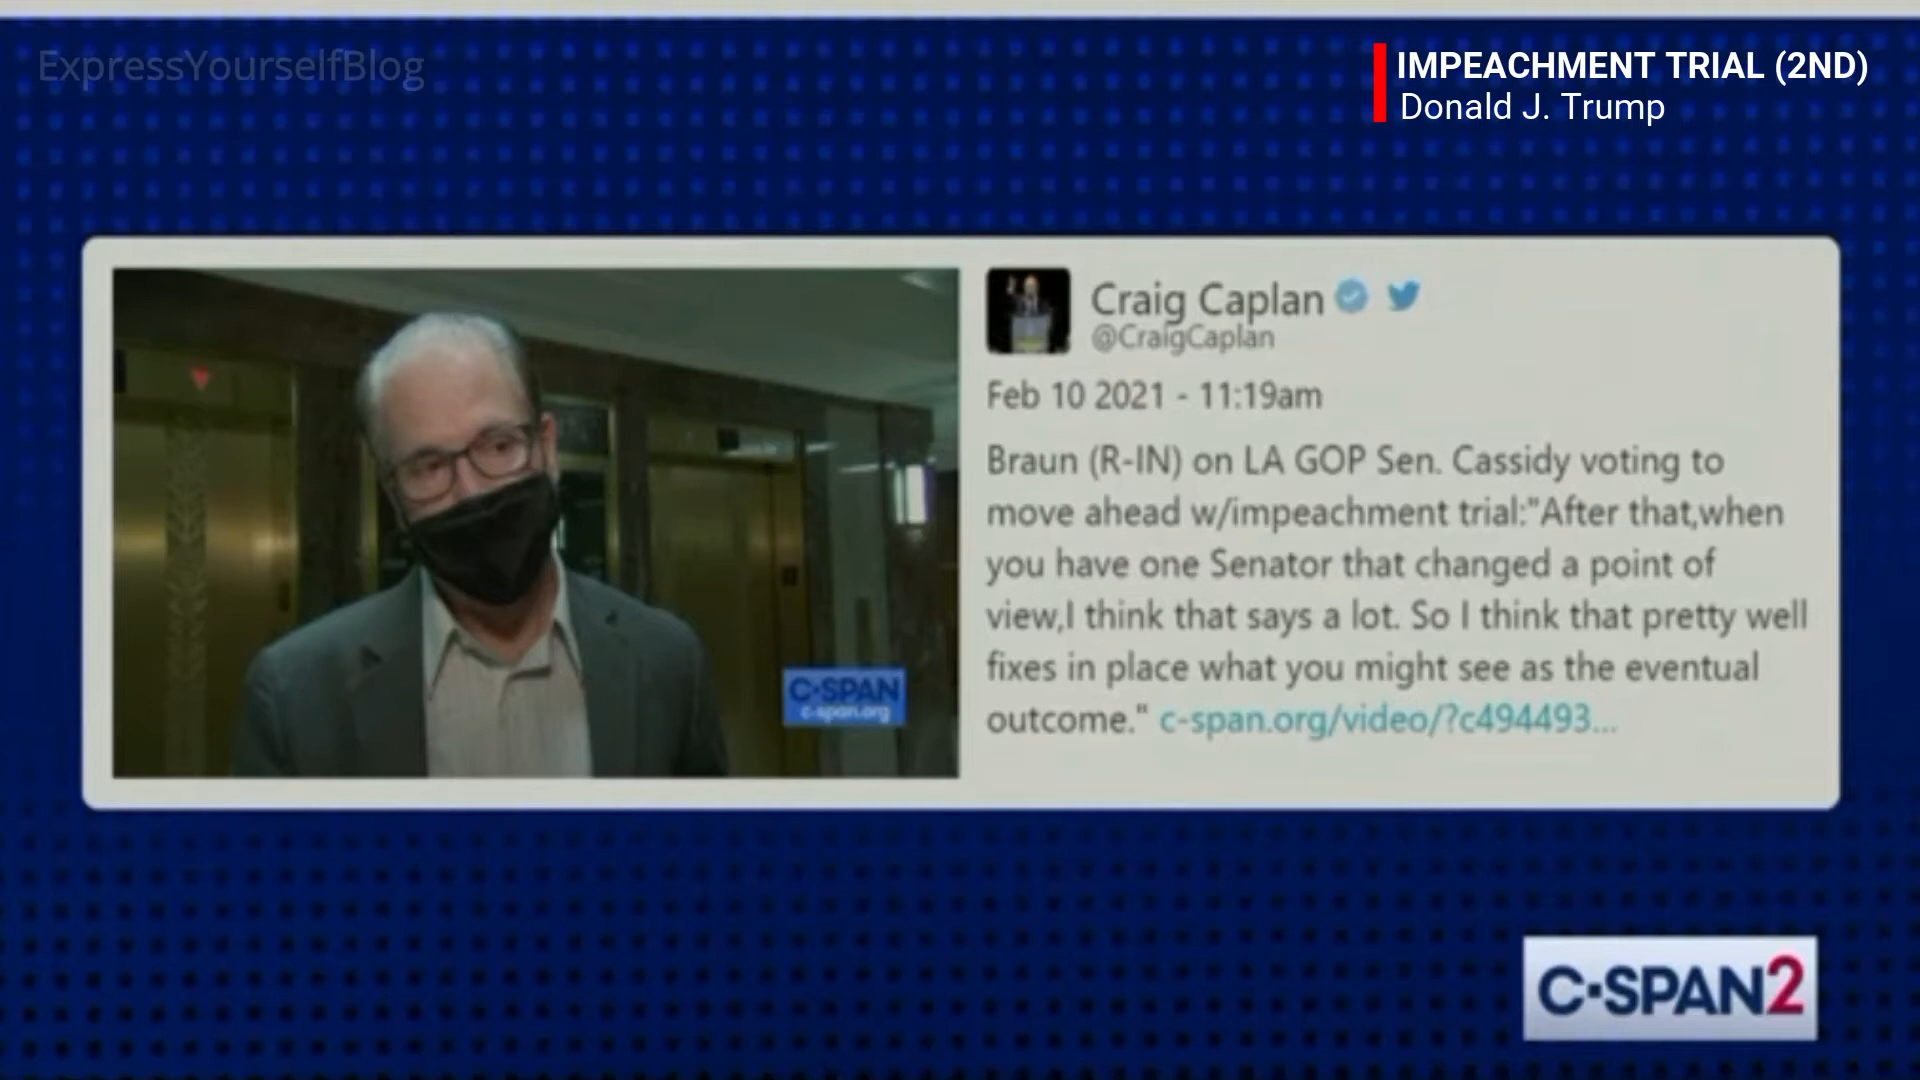 ExpressYourselfBlog
IMPEACHMENT TRIAL (2ND)
Donald J. Trump
C-SPAN
c-span.org
Craig Caplan
@CraigCaplan
Feb 10 2021 - 11:19am
Braun (R-IN) on LA GOP Sen. Cassidy voting to
move ahead w/impeachment trial:"After that,when
you have one Senator that changed a point of
view,I think that says a lot. So I think that pretty well
fixes in place what you might see as the eventual
outcome." c-span.org/video/?c494493...
C-SPAN2